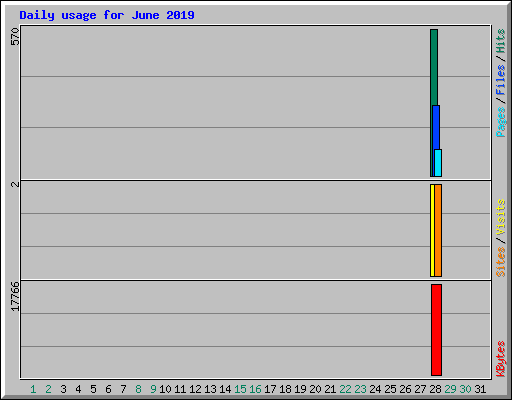 Daily usage for June 2019
570
2
17766
Pages / Files / Hits
Sites / Visits
KBytes
1 2 3 4 5 6 7 8 9 10 11 12 13 14 15 16 17 18 19 20 21 22 23 24 25 26 27 28 29 30 31